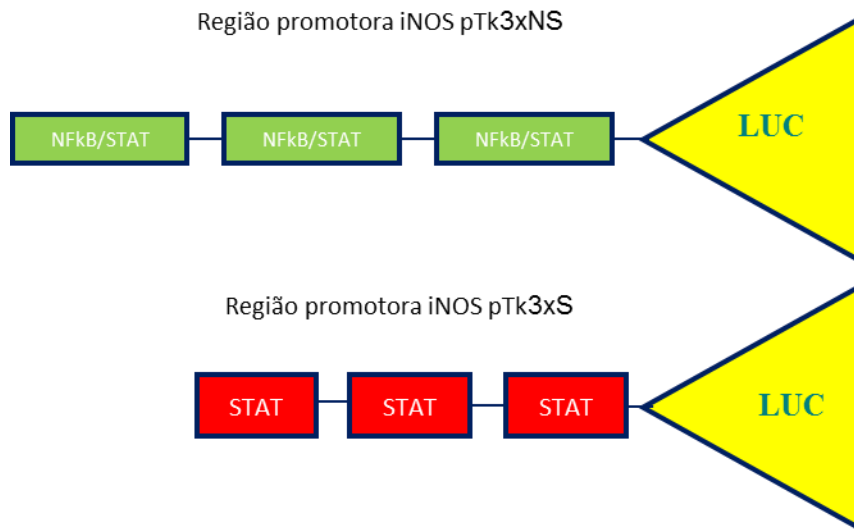 Região promotora iNOS pTk3xNS
NFkB/STAT NFkB/STAT NFkB/STAT LUC
Região promotora iNOS pTk3xS
STAT STAT STAT LUC